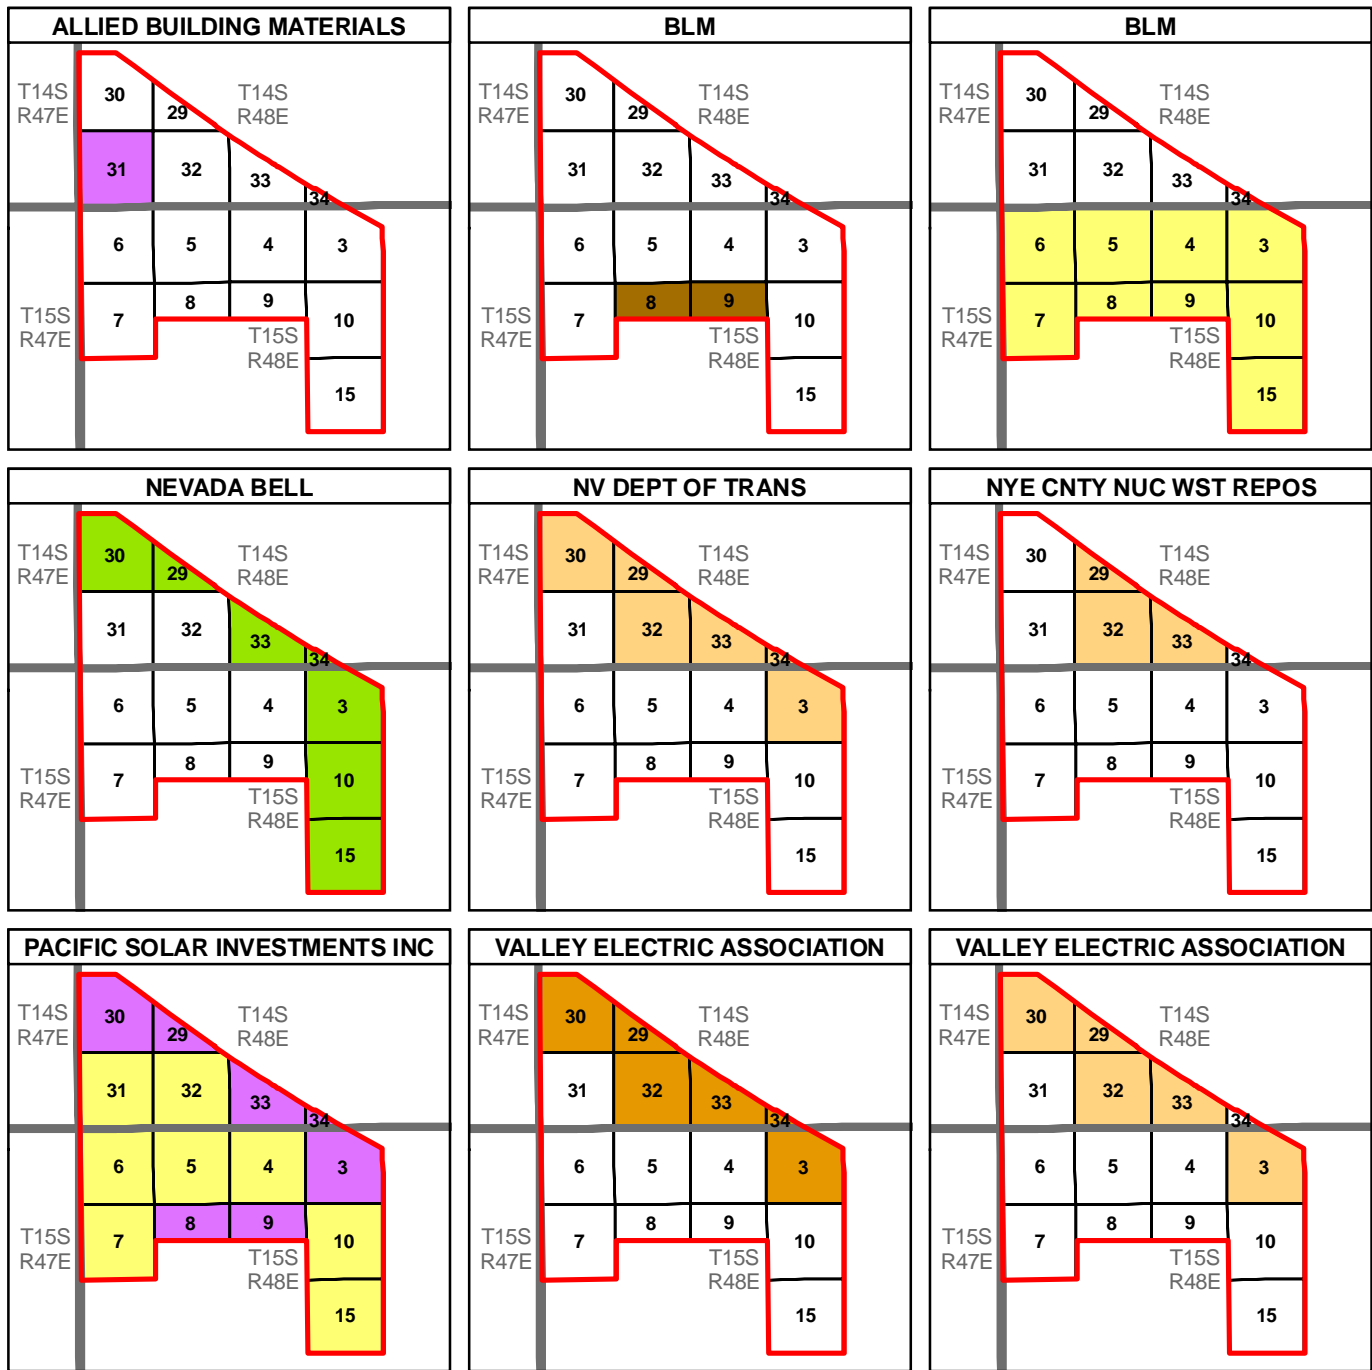 ALLIED BUILDING MATERIALS
T14S
R47E
T14S
R48E
30
29
31
32
33
34
6
5
4
3
T15S
R47E
7
8
9
10
T15S
R48E
15
BLM
T14S
R47E
T14S
R48E
30
29
31
32
33
34
6
5
4
3
T15S
R47E
7
8
9
10
T15S
R48E
15
BLM
T14S
R47E
T14S
R48E
30
29
31
32
33
34
6
5
4
3
T15S
R47E
7
8
9
10
T15S
R48E
15
NEVADA BELL
T14S
R47E
T14S
R48E
30
29
31
32
33
34
6
5
4
3
T15S
R47E
7
8
9
10
T15S
R48E
15
NV DEPT OF TRANS
T14S
R47E
T14S
R48E
30
29
31
32
33
34
6
5
4
3
T15S
R47E
7
8
9
10
T15S
R48E
15
NYE CNTY NUC WST REPOS
T14S
R47E
T14S
R48E
30
29
31
32
33
34
6
5
4
3
T15S
R47E
7
8
9
10
T15S
R48E
15
PACIFIC SOLAR INVESTMENTS INC
T14S
R47E
T14S
R48E
30
29
31
32
33
34
6
5
4
3
T15S
R47E
7
8
9
10
T15S
R48E
15
VALLEY ELECTRIC ASSOCIATION
T14S
R47E
T14S
R48E
30
29
31
32
33
34
6
5
4
3
T15S
R47E
7
8
9
10
T15S
R48E
15
VALLEY ELECTRIC ASSOCIATION
T14S
R47E
T14S
R48E
30
29
31
32
33
34
6
5
4
3
T15S
R47E
7
8
9
10
T15S
R48E
15